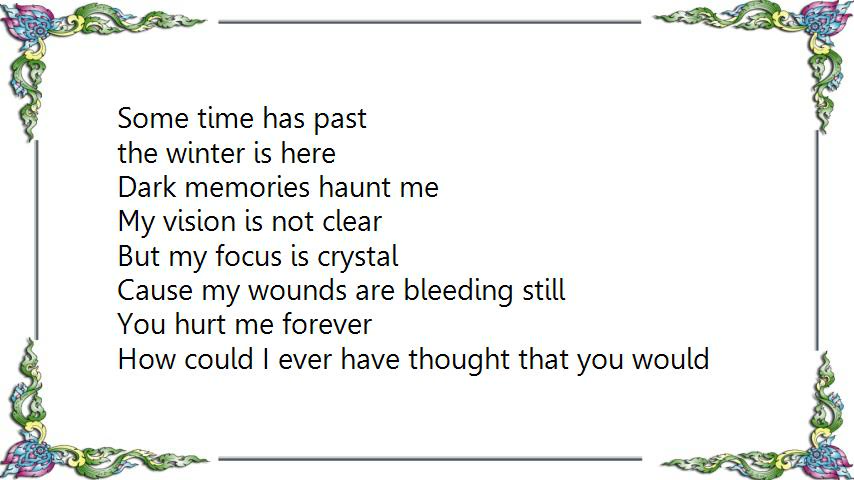 Some time has past
the winter is here
Dark memories haunt me
My vision is not clear
But my focus is crystal
Cause my wounds are bleeding still
You hurt me forever
How could I ever have thought that you would